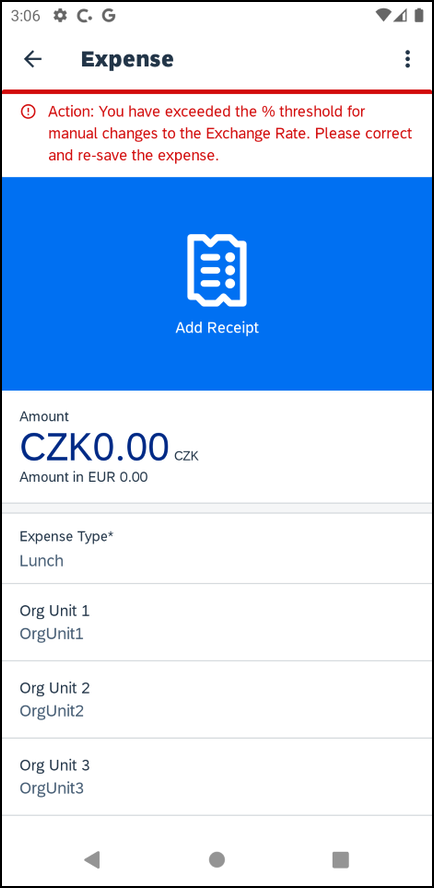 3:06
Expense
Action: You have exceeded the % threshold for
manual changes to the Exchange Rate. Please correct
and re-save the expense.
Add Receipt
Amount
CZK0.00 CZK
Amount in EUR 0.00
Expense Type*
Lunch
Org Unit 1
OrgUnit1
Org Unit 2
OrgUnit2
Org Unit 3
OrgUnit3